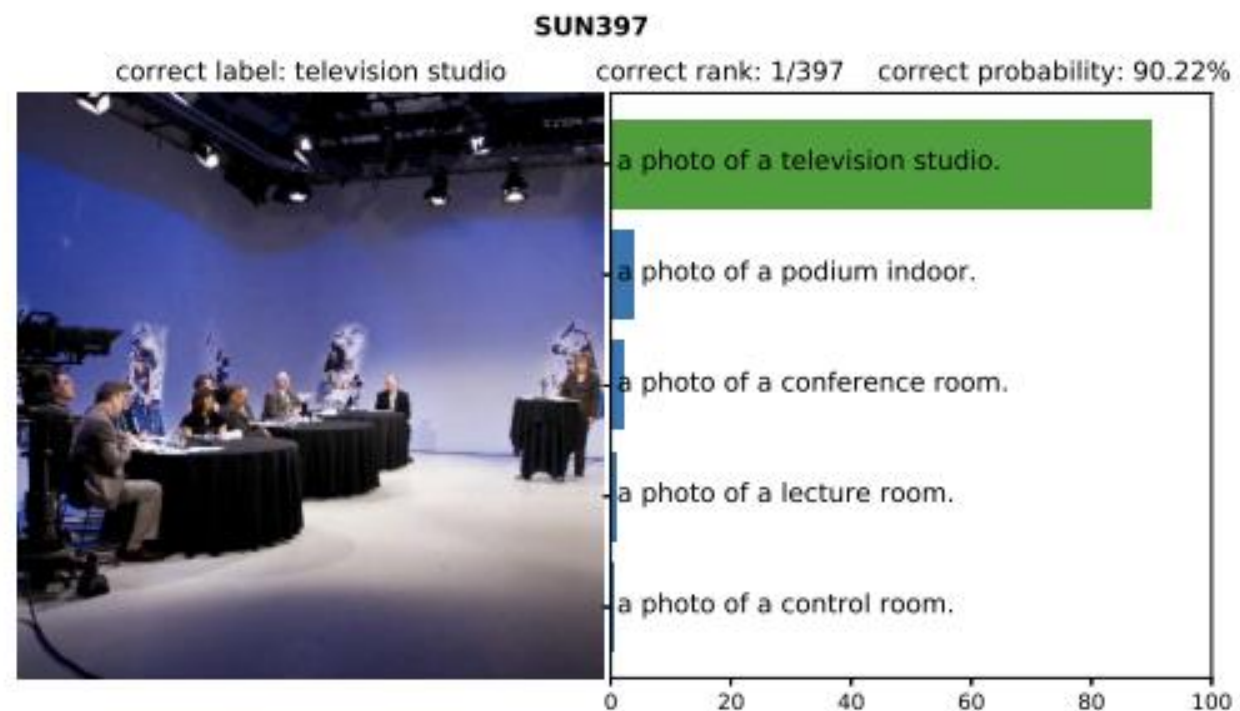 SUN397
correct label: television studio correct rank: 1/397 correct probability: 90.22%
a photo of a television studio.
a photo of a podium indoor.
a photo of a conference room.
a photo of a lecture room.
a photo of a control room.
0 20 40 60 80 100